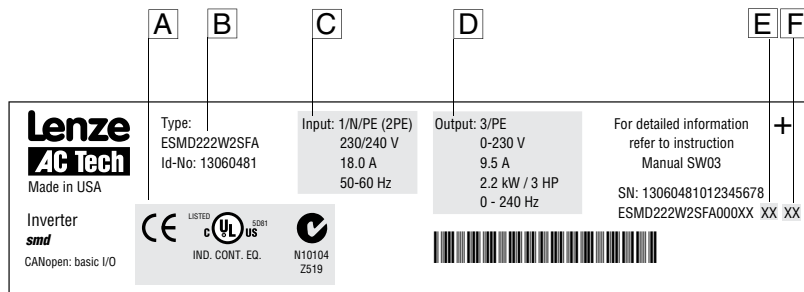 A B C D E F
Lenze
AC Tech
Made in USA
Inverter
smd
CANopen: basic I/O
Type:
ESMD222W2SFA
Id-No: 13060481
CE
LISTED
C UL US
5D81
IND. CONT. EQ.
N10104
Z519
Input: 1/N/PE (2PE)
230/240 V
18.0 A
50-60 Hz
Output: 3/PE
0-230 V
9.5 A
2.2 kW / 3 HP
0 - 240 Hz
For detailed information
refer to instruction
Manual SW03
+
SN: 13060481012345678
ESMD222W2SFA000XX XX XX